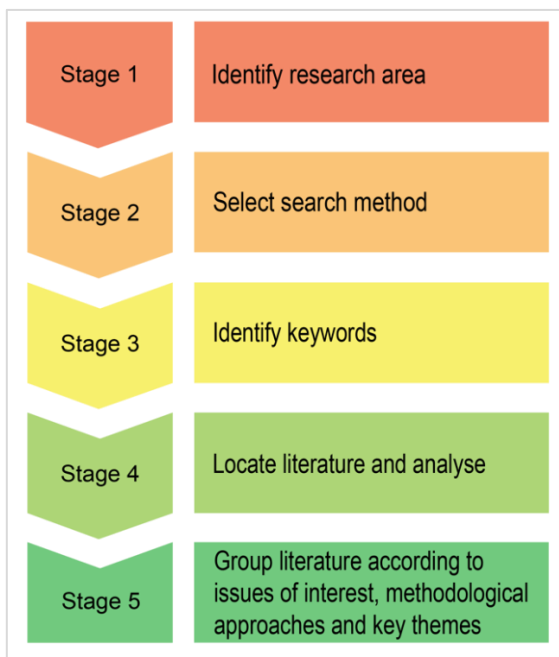 Stage 1
Identify research area
Stage 2
Select search method
Stage 3
Identify keywords
Stage 4
Locate literature and analyse
Stage 5
Group literature according to
issues of interest, methodological
approaches and key themes